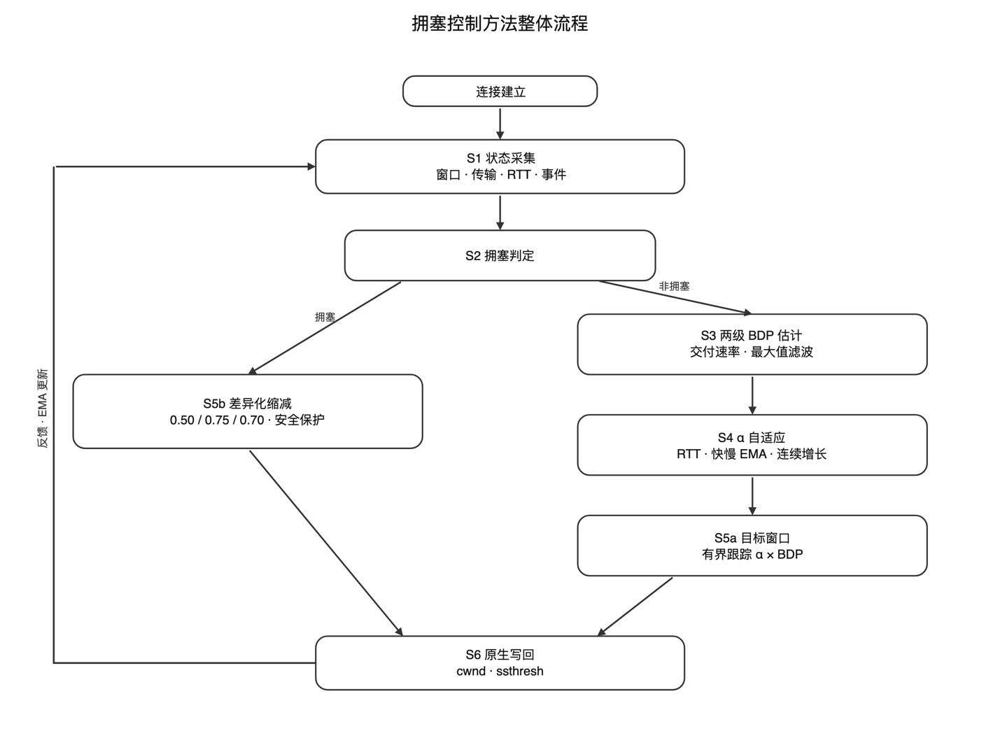 拥塞控制方法整体流程
连接建立
S1 状态采集
窗口 · 传输 · RTT · 事件
S2 拥塞判定
非拥塞
拥塞
S3 两级 BDP 估计
交付速率 · 最大值滤波
S5b 差异化缩减
0.50 / 0.75 / 0.70 · 安全保护
反馈 · EMA 更新
S4 α 自适应
RTT · 快慢 EMA · 连续增长
S5a 目标窗口
有界跟踪 α × BDP
S6 原生写回
cwnd · ssthresh